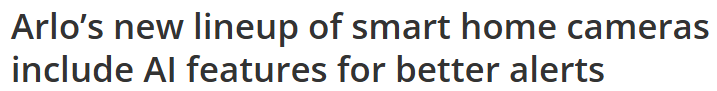 Arlo’s new lineup of smart home cameras
include AI features for better alerts